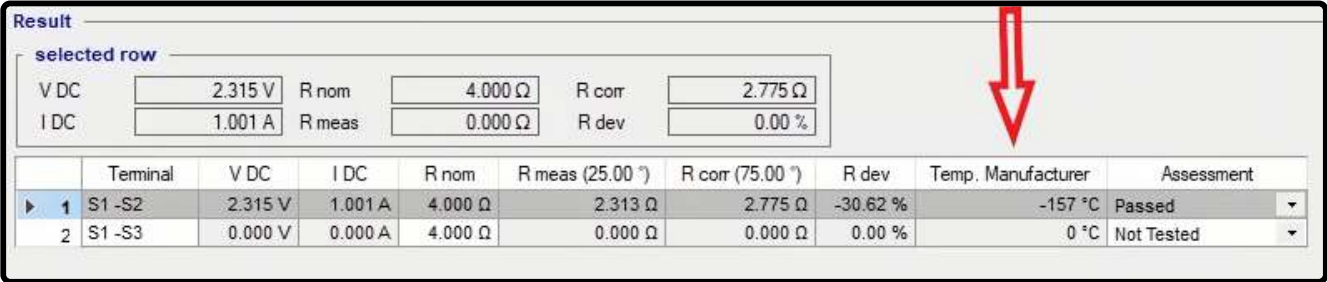 Result
selected row
V DC 2.315 V R nom 4.000 Ω R corr 2.775 Ω
I DC 1.001 A R meas 0.000 Ω R dev 0.00 %
Terminal V DC I DC R nom R meas (25.00 °) R corr (75.00 °) R dev Temp. Manufacturer Assessment
1 S1 -S2 2.315 V 1.001 A 4.000 Ω 2.313 Ω 2.775 Ω -30.62 % -157 °C Passed
2 S1 -S3 0.000 V 0.000 A 4.000 Ω 0.000 Ω 0.000 Ω 0.00 % 0 °C Not Tested